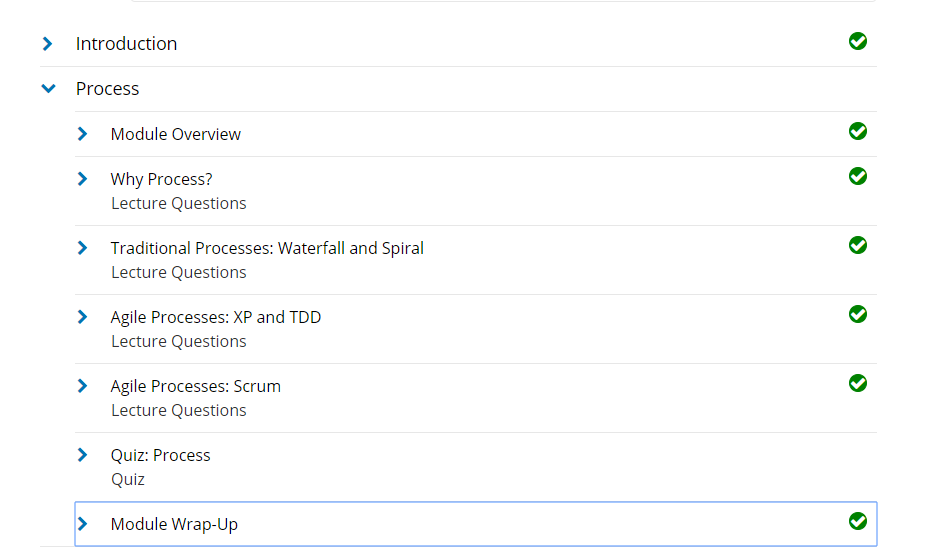 Introduction
Process
Module Overview
Why Process?
Lecture Questions
Traditional Processes: Waterfall and Spiral
Lecture Questions
Agile Processes: XP and TDD
Lecture Questions
Agile Processes: Scrum
Lecture Questions
Quiz: Process
Quiz
Module Wrap-Up